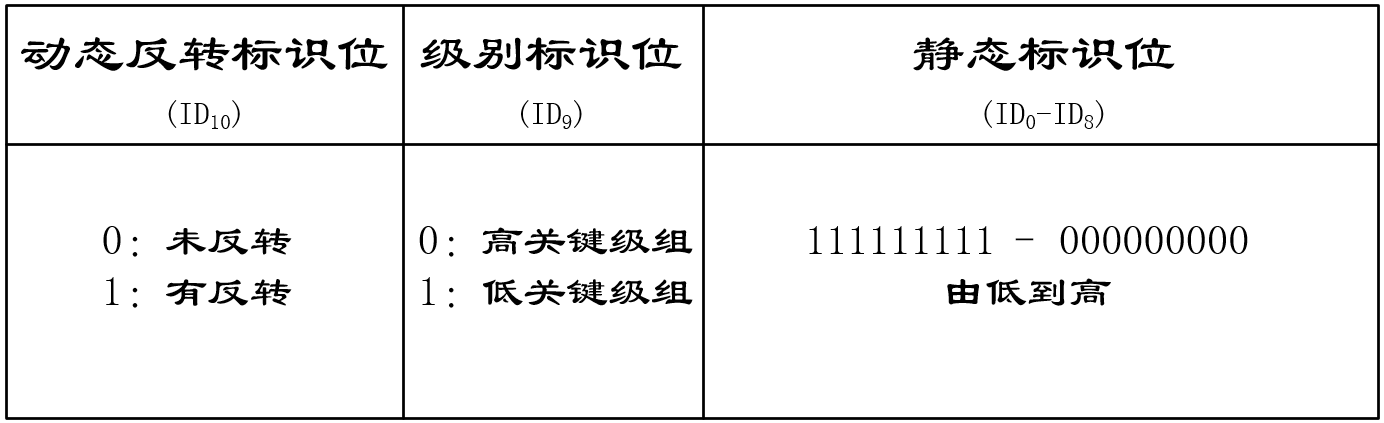 动态反转标识位 级别标识位 静态标识位
(ID₁₀) (ID₉) (ID₀-ID₈)
0: 未反转 0: 高关键级组 111111111 - 000000000
1: 有反转 1: 低关键级组 由低到高